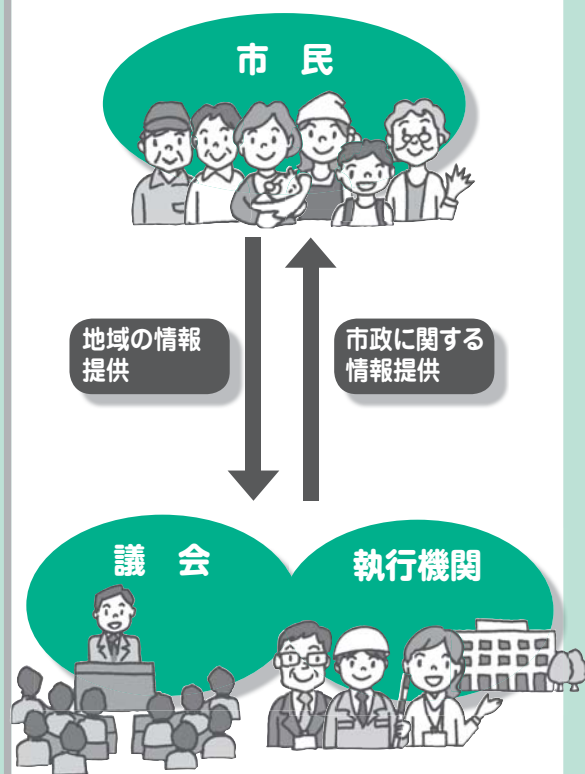 市 民
地域の情報
提供
市政に関する
情報提供
議 会
執行機関